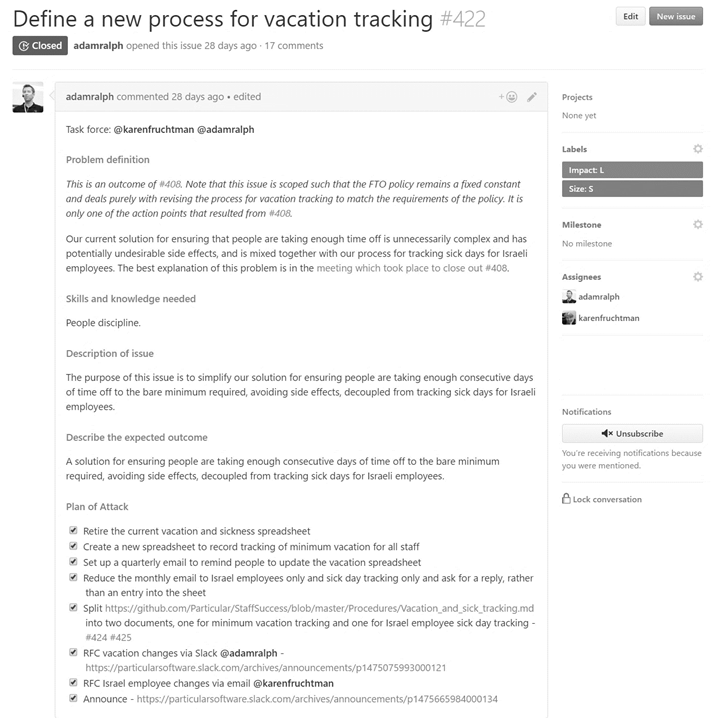 Define a new process for vacation tracking #422
Edit
New issue
Closed
adamralph opened this issue 28 days ago · 17 comments
adamralph commented 28 days ago • edited
Task force: @karenfruchtman @adamralph
Problem definition
This is an outcome of #408. Note that this issue is scoped such that the FTO policy remains a fixed constant
and deals purely with revising the process for vacation tracking to match the requirements of the policy. It is
only one of the action points that resulted from #408.
Our current solution for ensuring that people are taking enough time off is unnecessarily complex and has
potentially undesirable side effects, and is mixed together with our process for tracking sick days for Israeli
employees. The best explanation of this problem is in the meeting which took place to close out #408.
Skills and knowledge needed
People discipline.
Description of issue
The purpose of this issue is to simplify our solution for ensuring people are taking enough consecutive days
of time off to the bare minimum required, avoiding side effects, decoupled from tracking sick days for Israeli
employees.
Describe the expected outcome
A solution for ensuring people are taking enough consecutive days of time off to the bare minimum
required, avoiding side effects, decoupled from tracking sick days for Israeli employees.
Plan of Attack
Retire the current vacation and sickness spreadsheet
Create a new spreadsheet to record tracking of minimum vacation for all staff
Set up a quarterly email to remind people to update the vacation spreadsheet
Reduce the monthly email to Israel employees only and sick day tracking only and ask for a reply, rather
than an entry into the sheet
Split https://github.com/Particular/StaffSuccess/blob/master/Procedures/Vacation_and_sick_tracking.md
into two documents, one for minimum vacation tracking and one for Israel employee sick day tracking -
#424 #425
RFC vacation changes via Slack @adamralph -
https://particularsoftware.slack.com/archives/announcements/p1475075993000121
RFC Israel employee changes via email @karenfruchtman
Announce - https://particularsoftware.slack.com/archives/announcements/p1475665984000134
Projects
None yet
Labels
Impact: L
Size: S
Milestone
No milestone
Assignees
adamralph
karenfruchtman
Notifications
Unsubscribe
You're receiving notifications because
you were mentioned.
Lock conversation